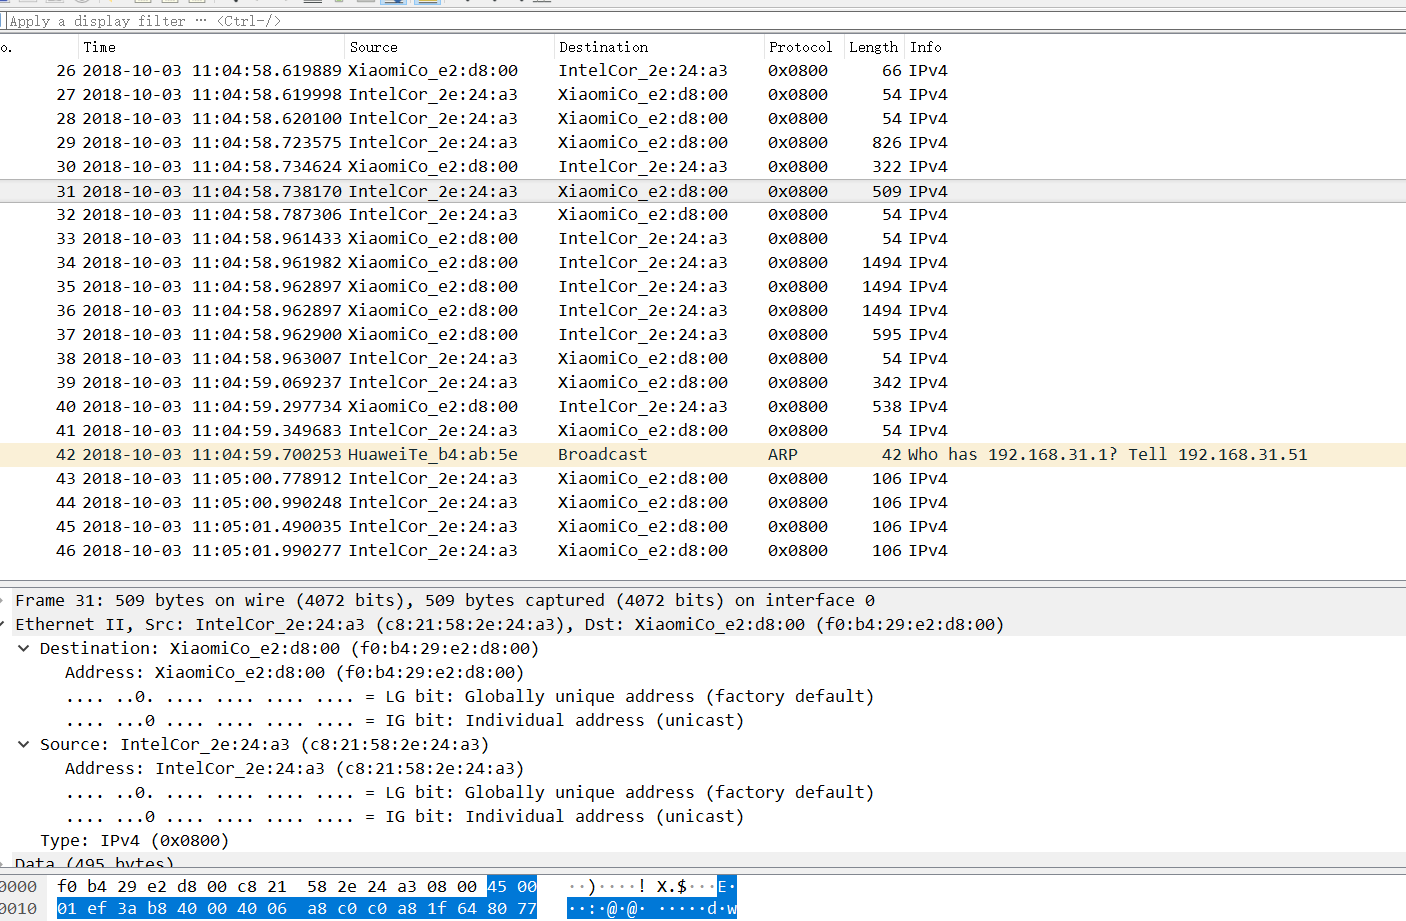 Apply a display filter ··· <Ctrl-/>
o. Time Source Destination Protocol Length Info
26 2018-10-03 11:04:58.619889 XiaomiCo_e2:d8:00 IntelCor_2e:24:a3 0x0800 66 IPv4
27 2018-10-03 11:04:58.619998 IntelCor_2e:24:a3 XiaomiCo_e2:d8:00 0x0800 54 IPv4
28 2018-10-03 11:04:58.620100 IntelCor_2e:24:a3 XiaomiCo_e2:d8:00 0x0800 54 IPv4
29 2018-10-03 11:04:58.723575 IntelCor_2e:24:a3 XiaomiCo_e2:d8:00 0x0800 826 IPv4
30 2018-10-03 11:04:58.734624 XiaomiCo_e2:d8:00 IntelCor_2e:24:a3 0x0800 322 IPv4
31 2018-10-03 11:04:58.738170 IntelCor_2e:24:a3 XiaomiCo_e2:d8:00 0x0800 509 IPv4
32 2018-10-03 11:04:58.787306 IntelCor_2e:24:a3 XiaomiCo_e2:d8:00 0x0800 54 IPv4
33 2018-10-03 11:04:58.961433 XiaomiCo_e2:d8:00 IntelCor_2e:24:a3 0x0800 54 IPv4
34 2018-10-03 11:04:58.961982 XiaomiCo_e2:d8:00 IntelCor_2e:24:a3 0x0800 1494 IPv4
35 2018-10-03 11:04:58.962897 XiaomiCo_e2:d8:00 IntelCor_2e:24:a3 0x0800 1494 IPv4
36 2018-10-03 11:04:58.962897 XiaomiCo_e2:d8:00 IntelCor_2e:24:a3 0x0800 1494 IPv4
37 2018-10-03 11:04:58.962900 XiaomiCo_e2:d8:00 IntelCor_2e:24:a3 0x0800 595 IPv4
38 2018-10-03 11:04:58.963007 IntelCor_2e:24:a3 XiaomiCo_e2:d8:00 0x0800 54 IPv4
39 2018-10-03 11:04:59.069237 IntelCor_2e:24:a3 XiaomiCo_e2:d8:00 0x0800 342 IPv4
40 2018-10-03 11:04:59.297734 XiaomiCo_e2:d8:00 IntelCor_2e:24:a3 0x0800 538 IPv4
41 2018-10-03 11:04:59.349683 IntelCor_2e:24:a3 XiaomiCo_e2:d8:00 0x0800 54 IPv4
42 2018-10-03 11:04:59.700253 HuaweiTe_b4:ab:5e Broadcast ARP 42 Who has 192.168.31.1? Tell 192.168.31.51
43 2018-10-03 11:05:00.778912 IntelCor_2e:24:a3 XiaomiCo_e2:d8:00 0x0800 106 IPv4
44 2018-10-03 11:05:00.990248 IntelCor_2e:24:a3 XiaomiCo_e2:d8:00 0x0800 106 IPv4
45 2018-10-03 11:05:01.490035 IntelCor_2e:24:a3 XiaomiCo_e2:d8:00 0x0800 106 IPv4
46 2018-10-03 11:05:01.990277 IntelCor_2e:24:a3 XiaomiCo_e2:d8:00 0x0800 106 IPv4
Frame 31: 509 bytes on wire (4072 bits), 509 bytes captured (4072 bits) on interface 0
Ethernet II, Src: IntelCor_2e:24:a3 (c8:21:58:2e:24:a3), Dst: XiaomiCo_e2:d8:00 (f0:b4:29:e2:d8:00)
Destination: XiaomiCo_e2:d8:00 (f0:b4:29:e2:d8:00)
Address: XiaomiCo_e2:d8:00 (f0:b4:29:e2:d8:00)
.... ..0. .... .... .... .... = LG bit: Globally unique address (factory default)
.... ...0 .... .... .... .... = IG bit: Individual address (unicast)
Source: IntelCor_2e:24:a3 (c8:21:58:2e:24:a3)
Address: IntelCor_2e:24:a3 (c8:21:58:2e:24:a3)
.... ..0. .... .... .... .... = LG bit: Globally unique address (factory default)
.... ...0 .... .... .... .... = IG bit: Individual address (unicast)
Type: IPv4 (0x0800)
Data (495 bytes)
0000 f0 b4 29 e2 d8 00 c8 21 58 2e 24 a3 08 00 45 00 ··)····! X.$···E·
0010 01 ef 3a b8 40 00 40 06 a8 c0 c0 a8 1f 64 80 77 ··:·@·@· ·····d·w